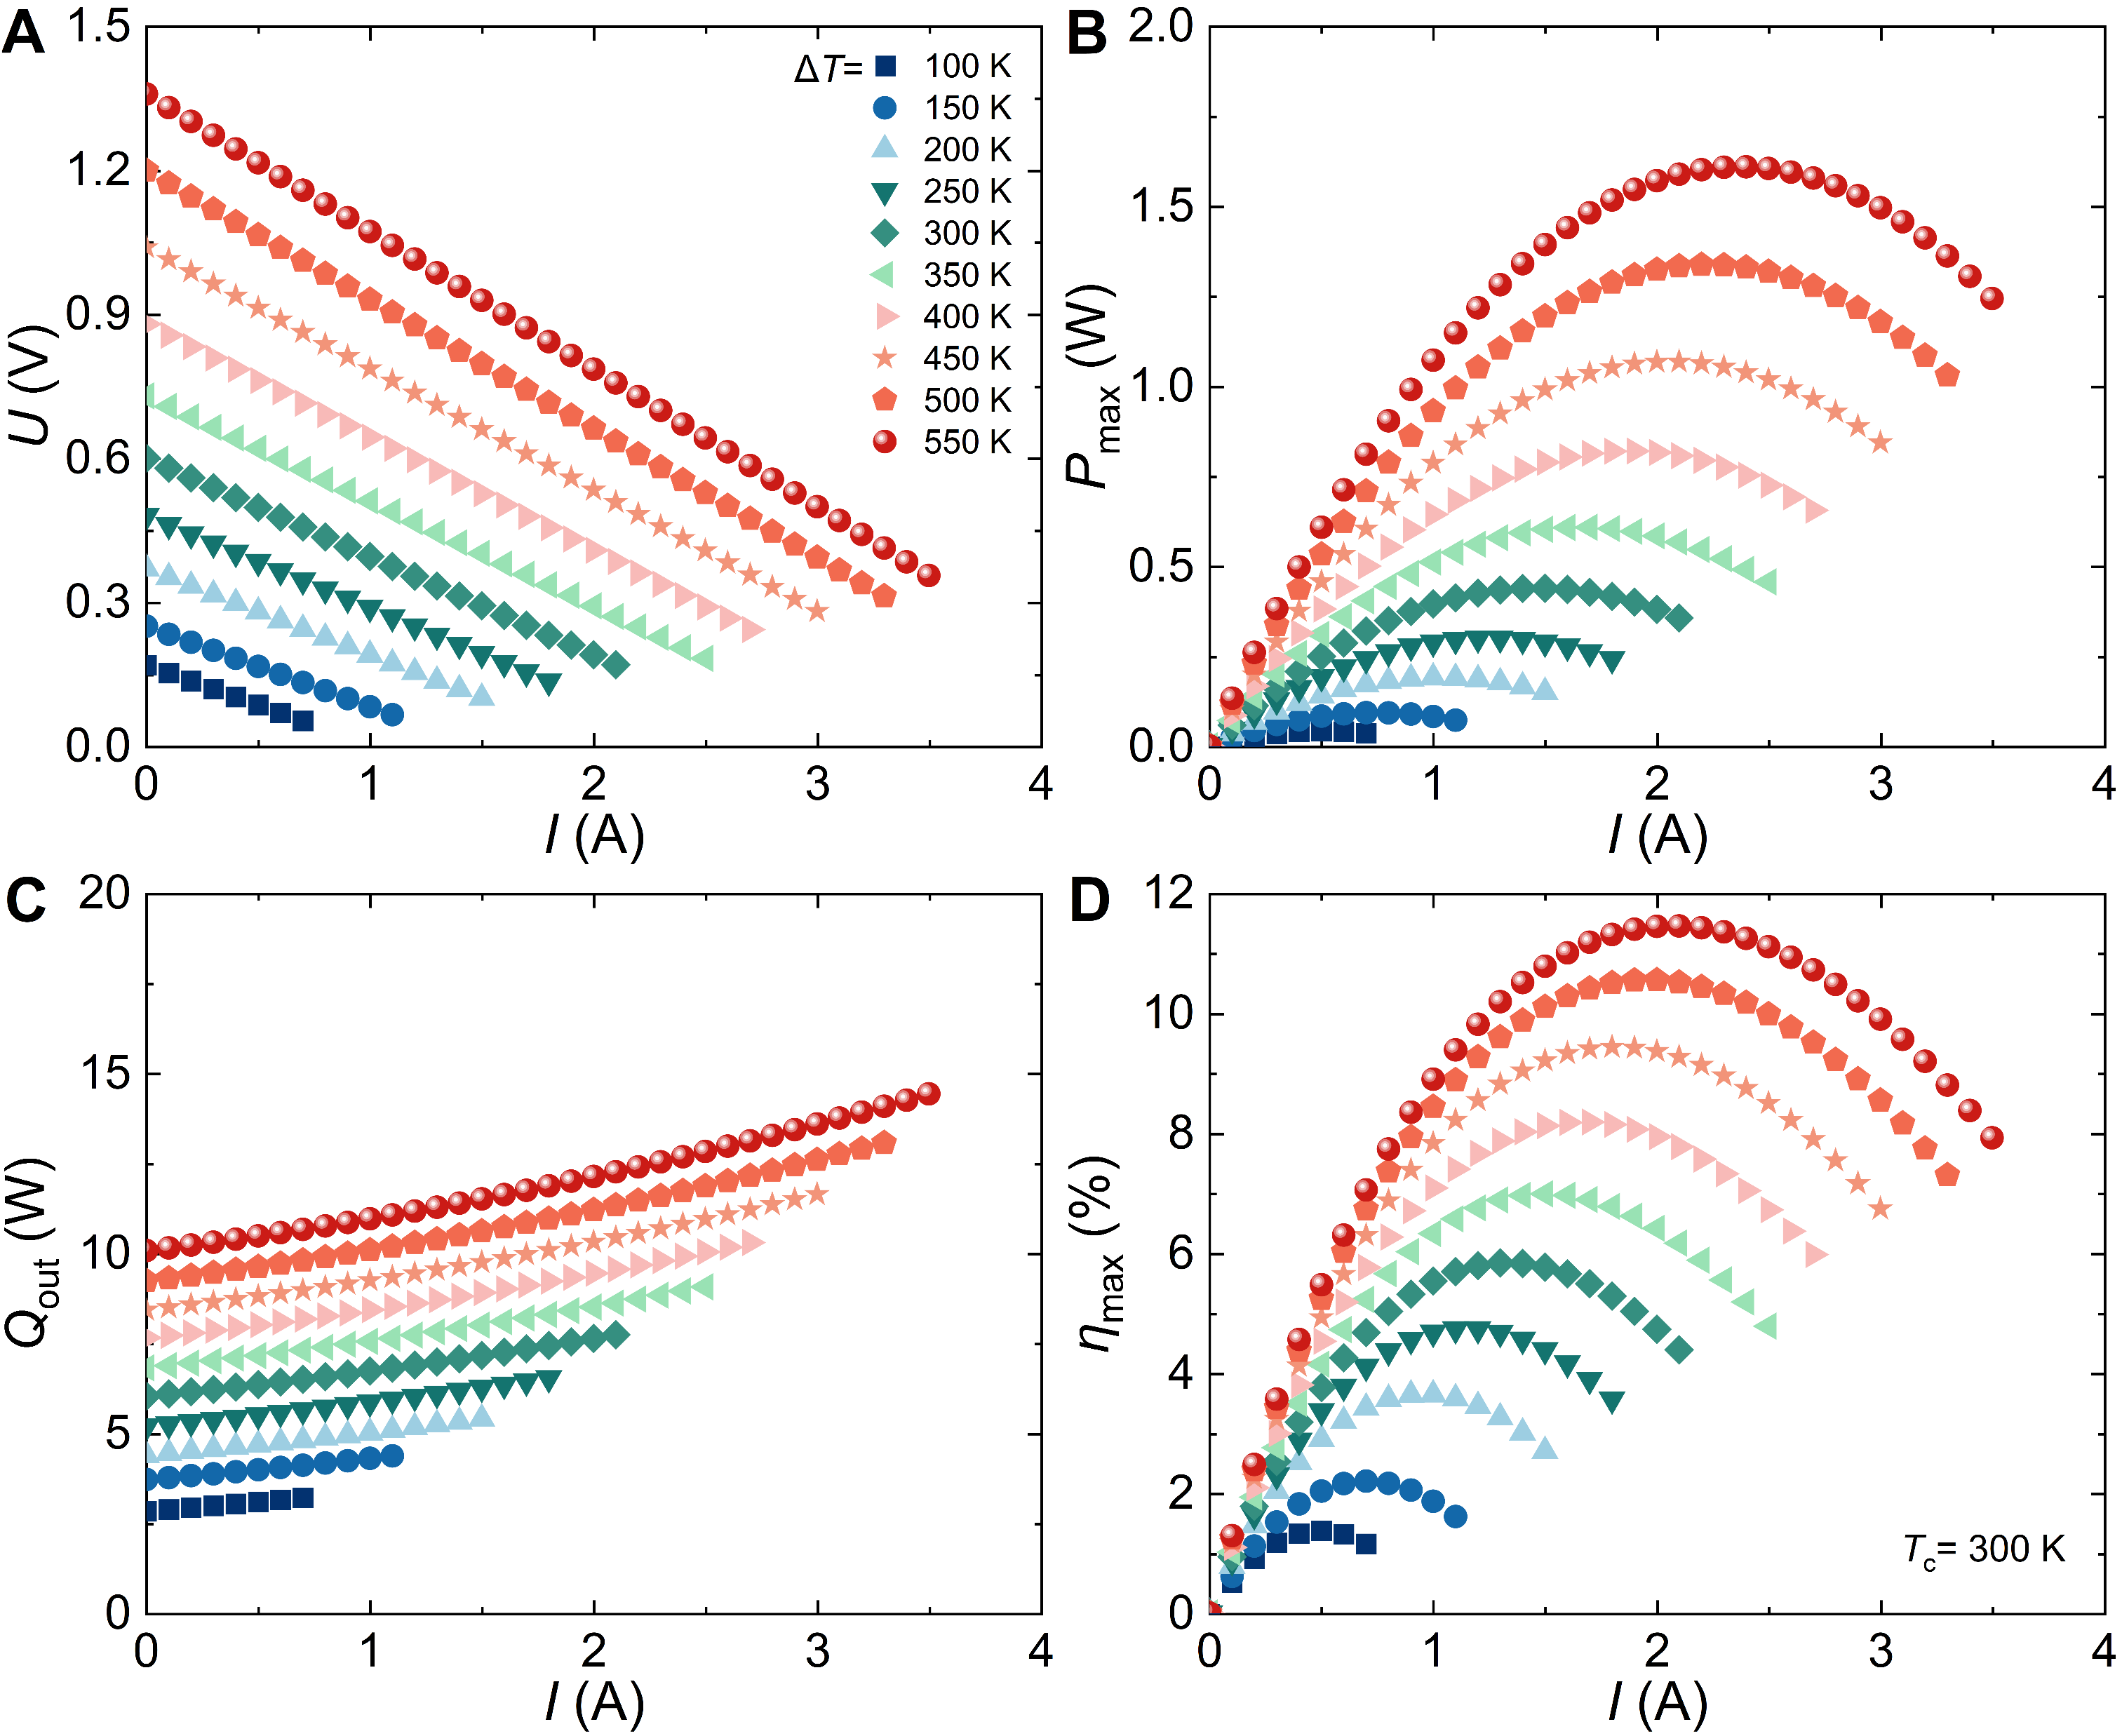 A
1.5
1.2
0.9
0.6
0.3
0.0
U (V)
0 1 2 3 4
I (A)
ΔT=
100 K
150 K
200 K
250 K
300 K
350 K
400 K
450 K
500 K
550 K
B
2.0
1.5
1.0
0.5
0.0
Pmax (W)
0 1 2 3 4
I (A)
C
20
15
10
5
0
Qout (W)
0 1 2 3 4
I (A)
D
12
10
8
6
4
2
0
ηmax (%)
Tc= 300 K
0 1 2 3 4
I (A)